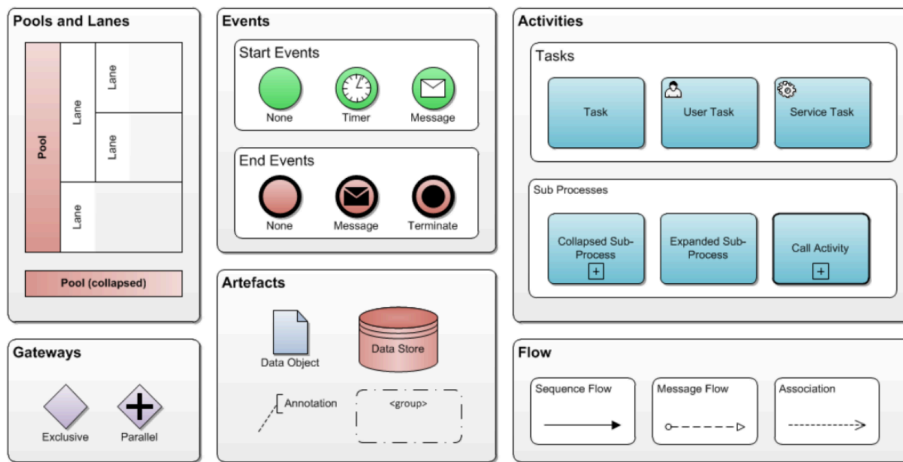 Pools and Lanes
Pool
Lane
Lane
Lane
Lane
Pool (collapsed)
Gateways
Exclusive
Parallel
Events
Start Events
None
Timer
Message
End Events
None
Message
Terminate
Artefacts
Data Object
Data Store
Annotation
<group>
Activities
Tasks
Task
User Task
Service Task
Sub Processes
Collapsed Sub-
Process
Expanded Sub-
Process
Call Activity
Flow
Sequence Flow
Message Flow
Association